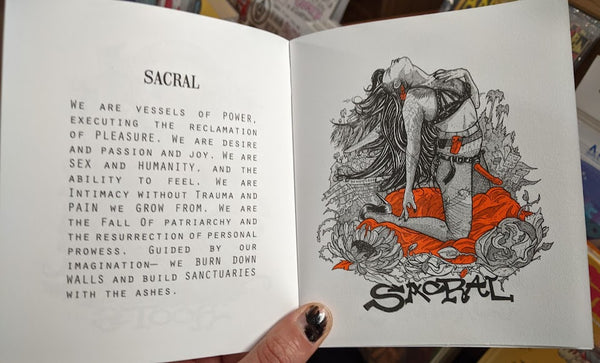 SACRAL
WE ARE VESSELS OF POWER,
EXECUTING THE RECLAMATION
OF PLEASURE. WE ARE DESIRE
AND PASSION AND JOY. WE ARE
SEX AND HUMANITY, AND THE
ABILITY TO FEEL. WE ARE
INTIMACY WITHOUT TRAUMA AND
PAIN WE GROW FROM. WE ARE
THE FALL OF PATRIARCHY AND
THE RESURRECTION OF PERSONAL
PROWESS. GUIDED BY OUR
IMAGINATION— WE BURN DOWN
WALLS AND BUILD SANCTUARIES
WITH THE ASHES.
SACRAL